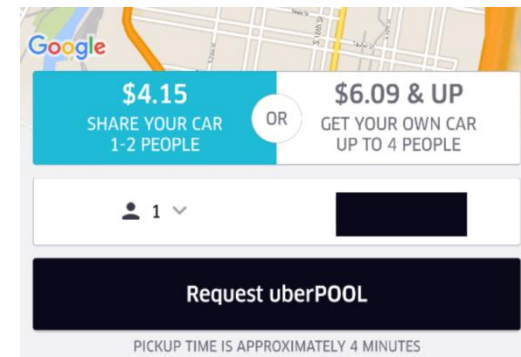 S 10th St
Google
$4.15
SHARE YOUR CAR
1-2 PEOPLE
OR
$6.09 & UP
GET YOUR OWN CAR
UP TO 4 PEOPLE
1
Request uberPOOL
PICKUP TIME IS APPROXIMATELY 4 MINUTES